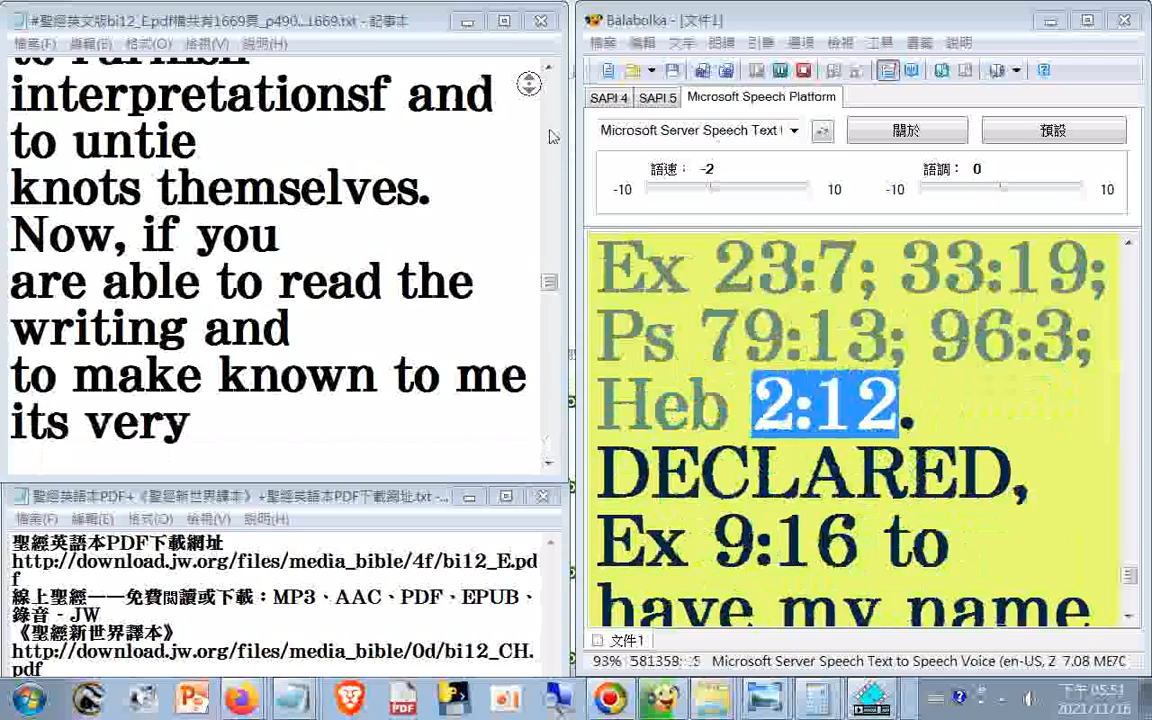 #聖經英文版bi12_E.pdf檔共有1669頁_p490...1669.txt - 記事本
檔案(F) 編輯(E) 格式(O) 檢視(V) 說明(H)
interpretationsf and
to untie
knots themselves.
Now, if you
are able to read the
writing and
to make known to me
its very
聖經英語本PDF+《聖經新世界譯本》+聖經英語本PDF下載網址.txt -...
檔案(F) 編輯(E) 格式(O) 檢視(V) 說明(H)
聖經英語本PDF下載網址
http://download.jw.org/files/media_bible/4f/bi12_E.pd
f
線上聖經——免費閱讀或下載：MP3、AAC、PDF、EPUB、
錄音 - JW
《聖經新世界譯本》
http://download.jw.org/files/media_bible/0d/bi12_CH.
pdf
Balabolka - [文件1]
檔案 編輯 文字 朗讀 引擎 選項 檢視 工具 書籤 說明
SAPI 4 SAPI 5 Microsoft Speech Platform
Microsoft Server Speech Text
關於 預設
語速： -2 語調： 0
-10 10 -10 10
Ex 23:7; 33:19;
Ps 79:13; 96:3;
Heb 2:12.
DECLARED,
Ex 9:16 to
have my name
文件1
93% Microsoft Server Speech Text to Speech Voice (en-US, Z 7.08 ME
下午 05:51
2021/11/16